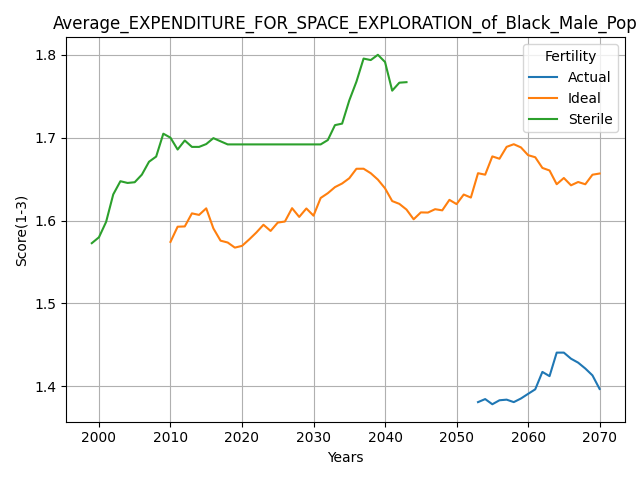 Average_EXPENDITURE_FOR_SPACE_EXPLORATION_of_Black_Male_Pop
Fertility
Actual
Ideal
Sterile
Score(1-3)
1.8
1.7
1.6
1.5
1.4
2000 2010 2020 2030 2040 2050 2060 2070
Years